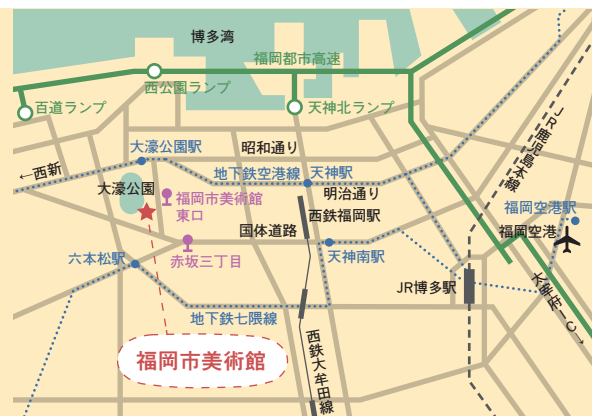 博多湾
福岡都市高速
西公園ランプ
百道ランプ
天神北ランプ
JR鹿児島本線
大濠公園駅
昭和通り
←西新
地下鉄空港線
天神駅
大濠公園
明治通り
福岡市美術館
東口
西鉄福岡駅
福岡空港駅
国体道路
福岡空港
六本松駅
赤坂三丁目
天神南駅
JR博多駅
太宰府IC→
地下鉄七隈線
西鉄大牟田線
福岡市美術館